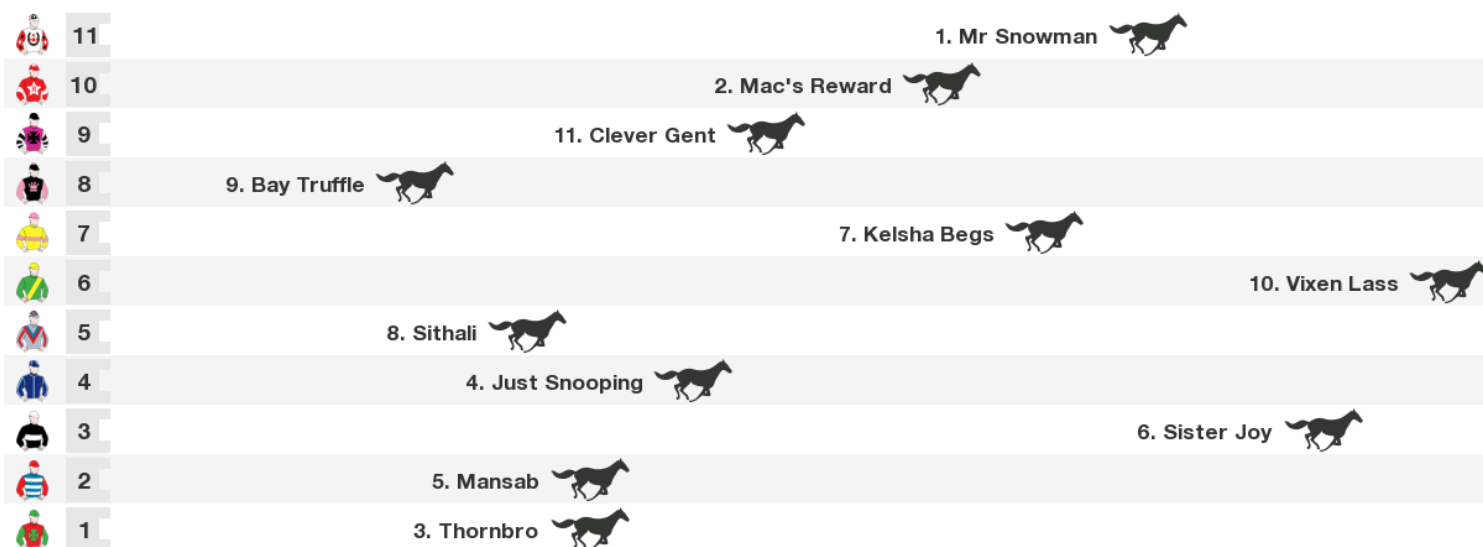 11 1. Mr Snowman
10 2. Mac's Reward
9 11. Clever Gent
8 9. Bay Truffle
7 7. Kelsha Begs
6 10. Vixen Lass
5 8. Sithali
4 4. Just Snooping
3 6. Sister Joy
2 5. Mansab
1 3. Thornbro